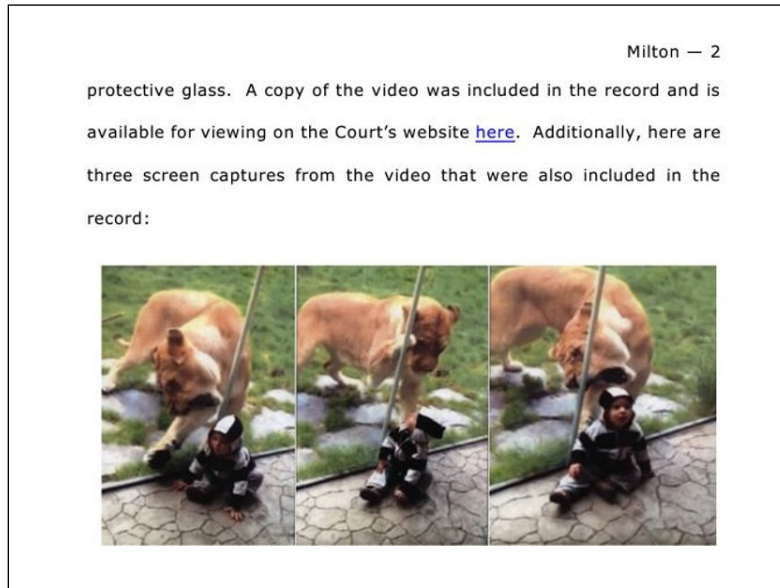 Milton — 2
protective glass. A copy of the video was included in the record and is
available for viewing on the Court’s website here. Additionally, here are
three screen captures from the video that were also included in the
record: